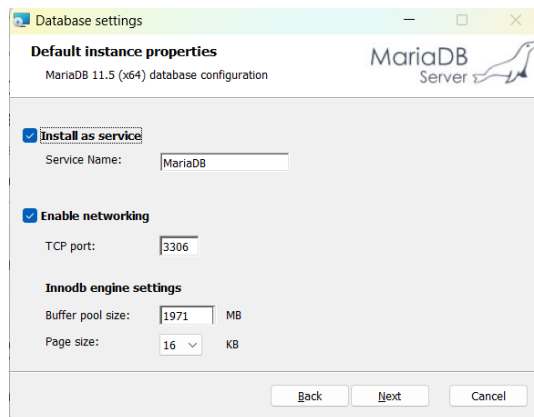 Database settings
Default instance properties
MariaDB 11.5 (x64) database configuration
MariaDB
Server
Install as service
Service Name: MariaDB
Enable networking
TCP port: 3306
Innodb engine settings
Buffer pool size: 1971 MB
Page size: 16 KB
Back Next Cancel